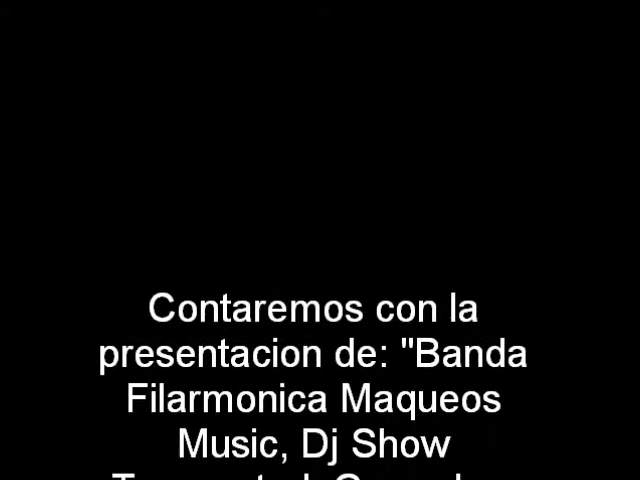 Contaremos con la
presentacion de: "Banda
Filarmonica Maqueos
Music, Dj Show